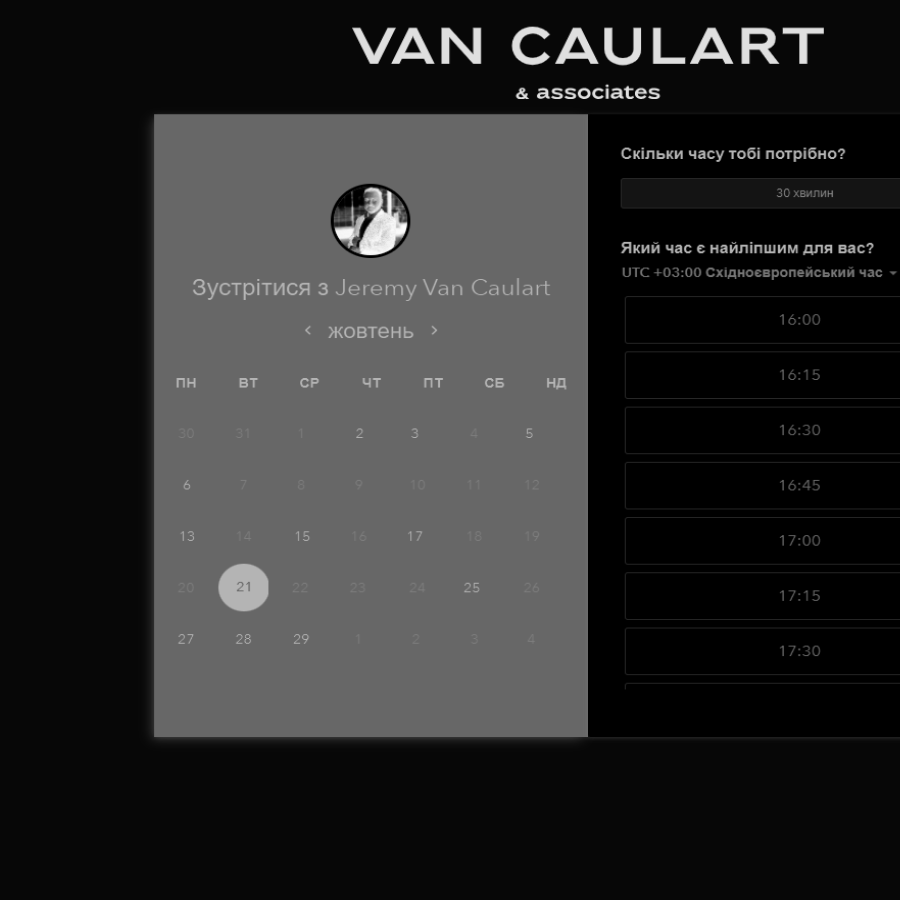 VAN CAULART
& associates
Зустрітися з Jeremy Van Caulart
‹ жовтень ›
ПН ВТ СР ЧТ ПТ СБ НД
30 31 1 2 3 4 5
6 7 8 9 10 11 12
13 14 15 16 17 18 19
20 21 22 23 24 25 26
27 28 29 1 2 3 4
Скільки часу тобі потрібно?
30 хвилин
Який час є найліпшим для вас?
UTC +03:00 Східноєвропейський час
16:00
16:15
16:30
16:45
17:00
17:15
17:30